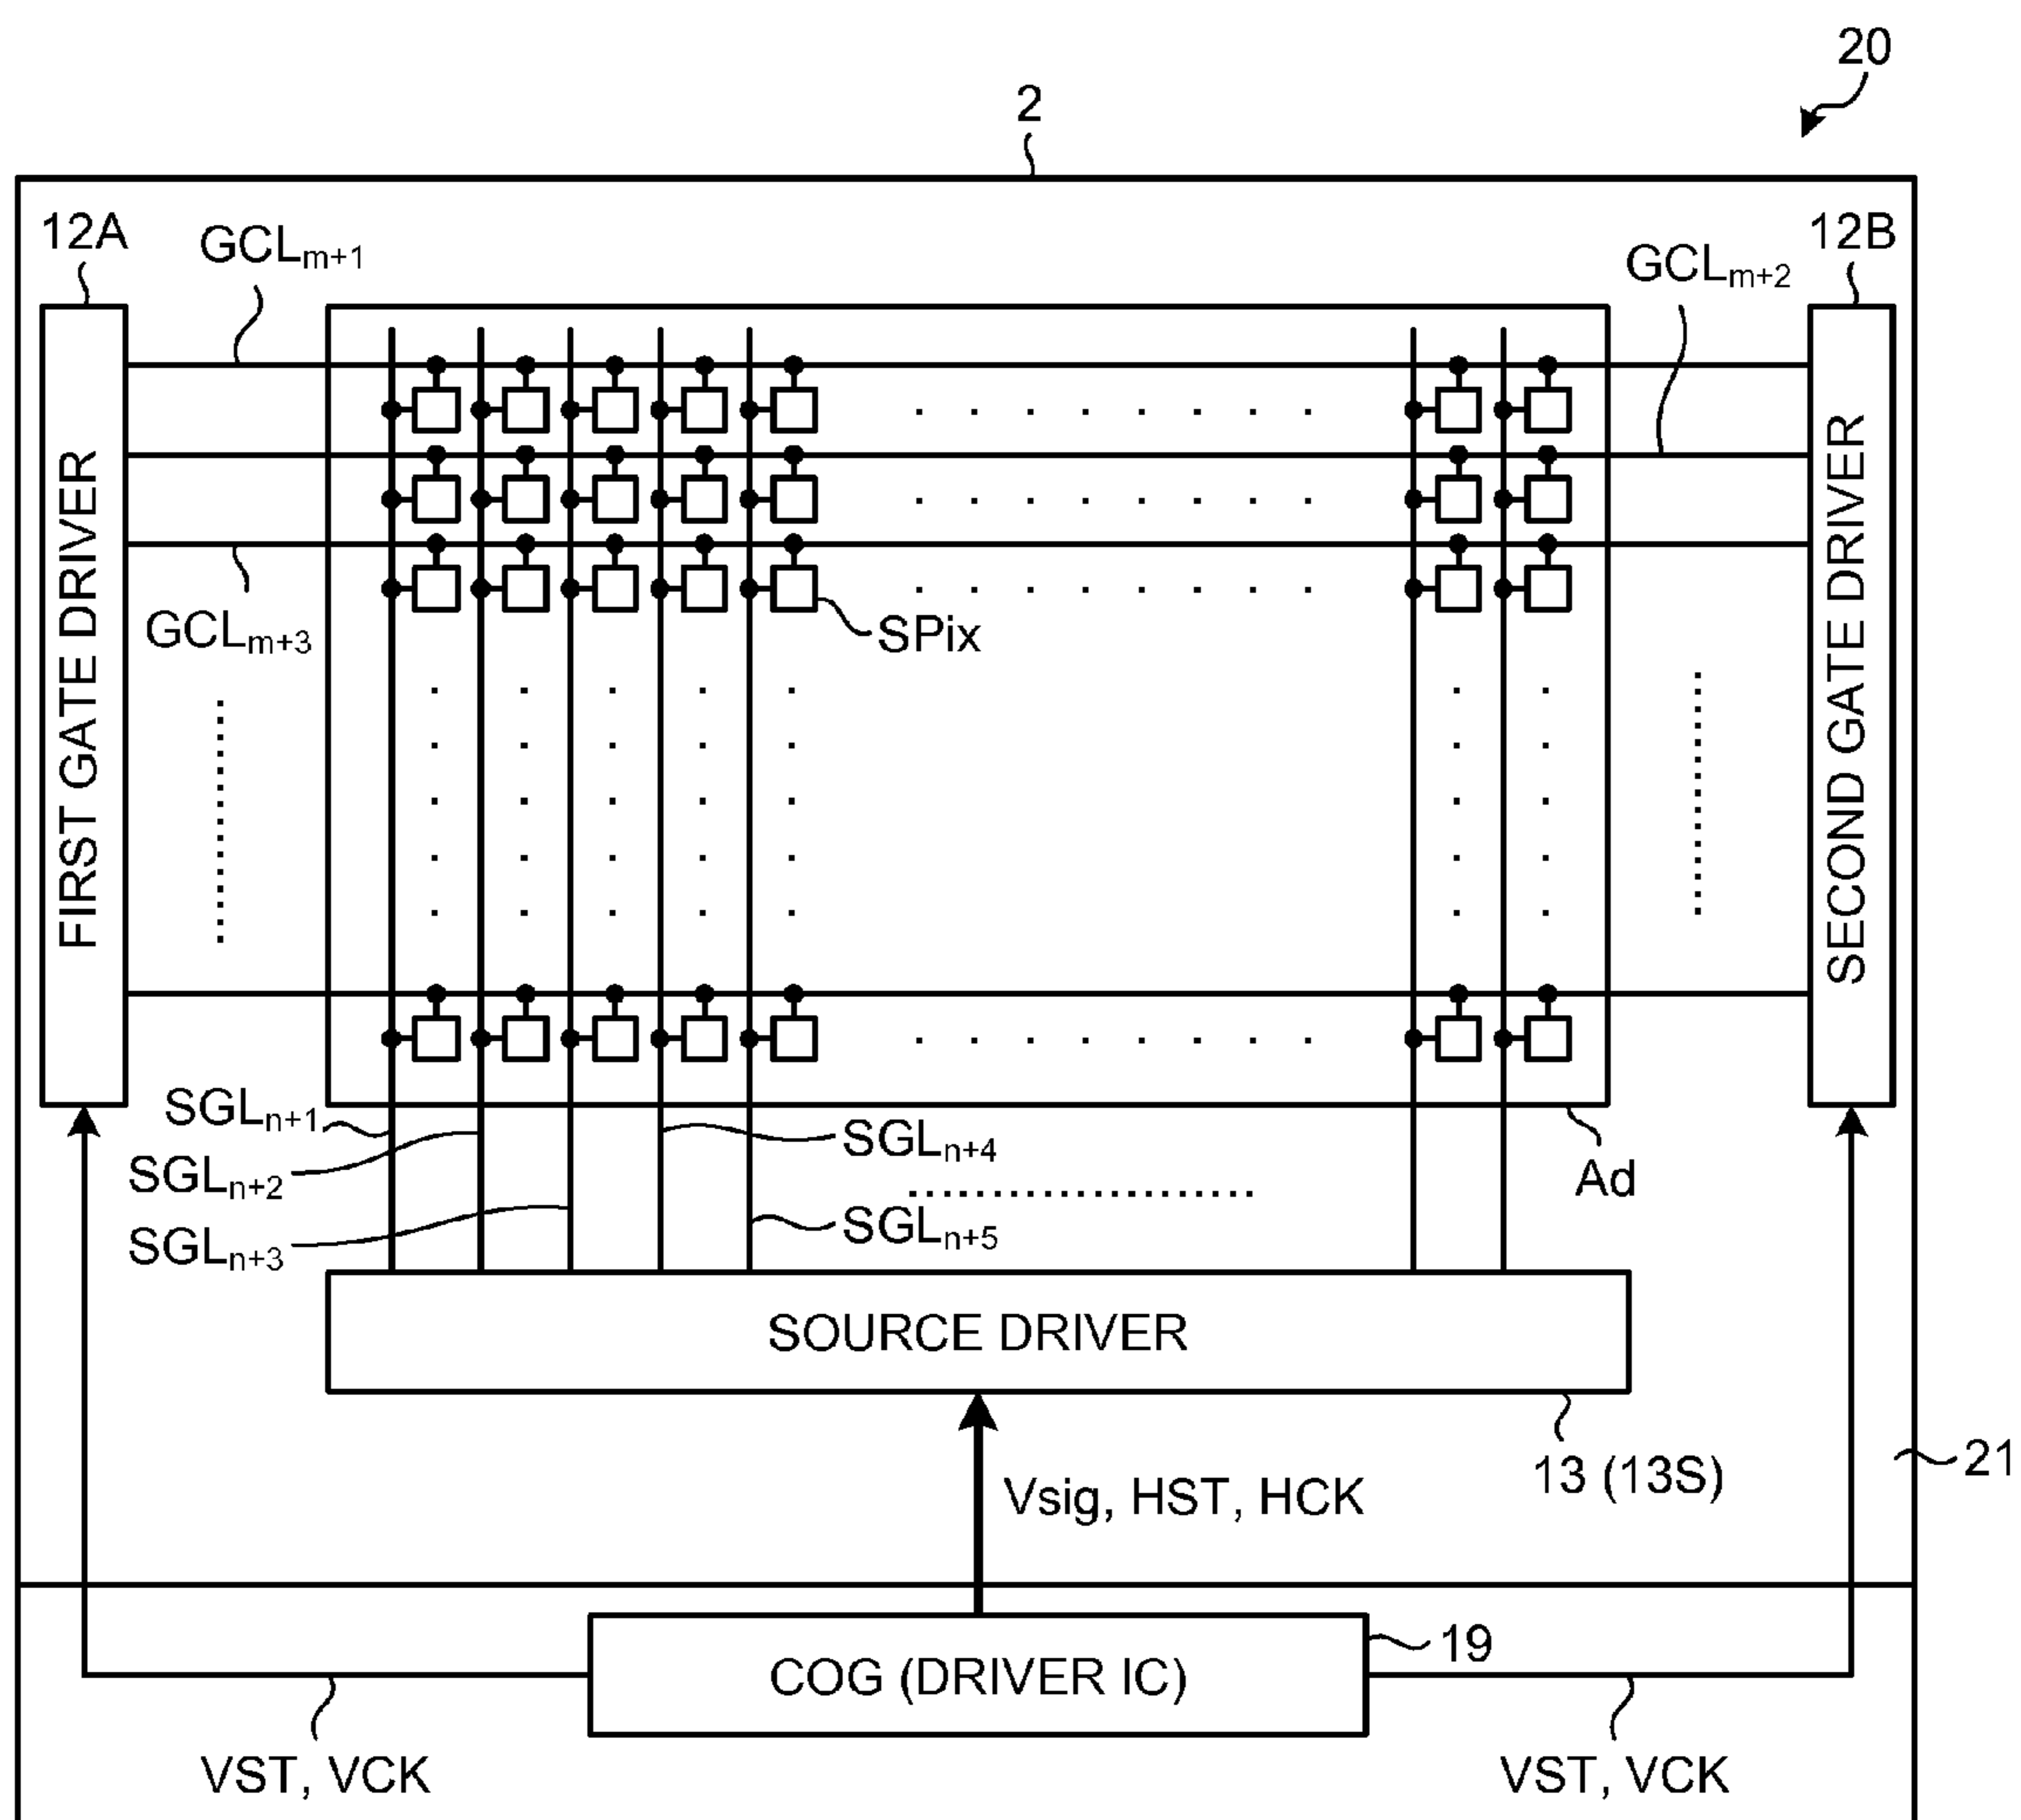 20
2
12A
GCLm+1
12B
GCLm+2
FIRST GATE DRIVER
SECOND GATE DRIVER
GCLm+3
SPix
SGLn+1
SGLn+2
SGLn+3
SGLn+4
SGLn+5
Ad
SOURCE DRIVER
13 (13S)
21
Vsig, HST, HCK
19
COG (DRIVER IC)
VST, VCK
VST, VCK